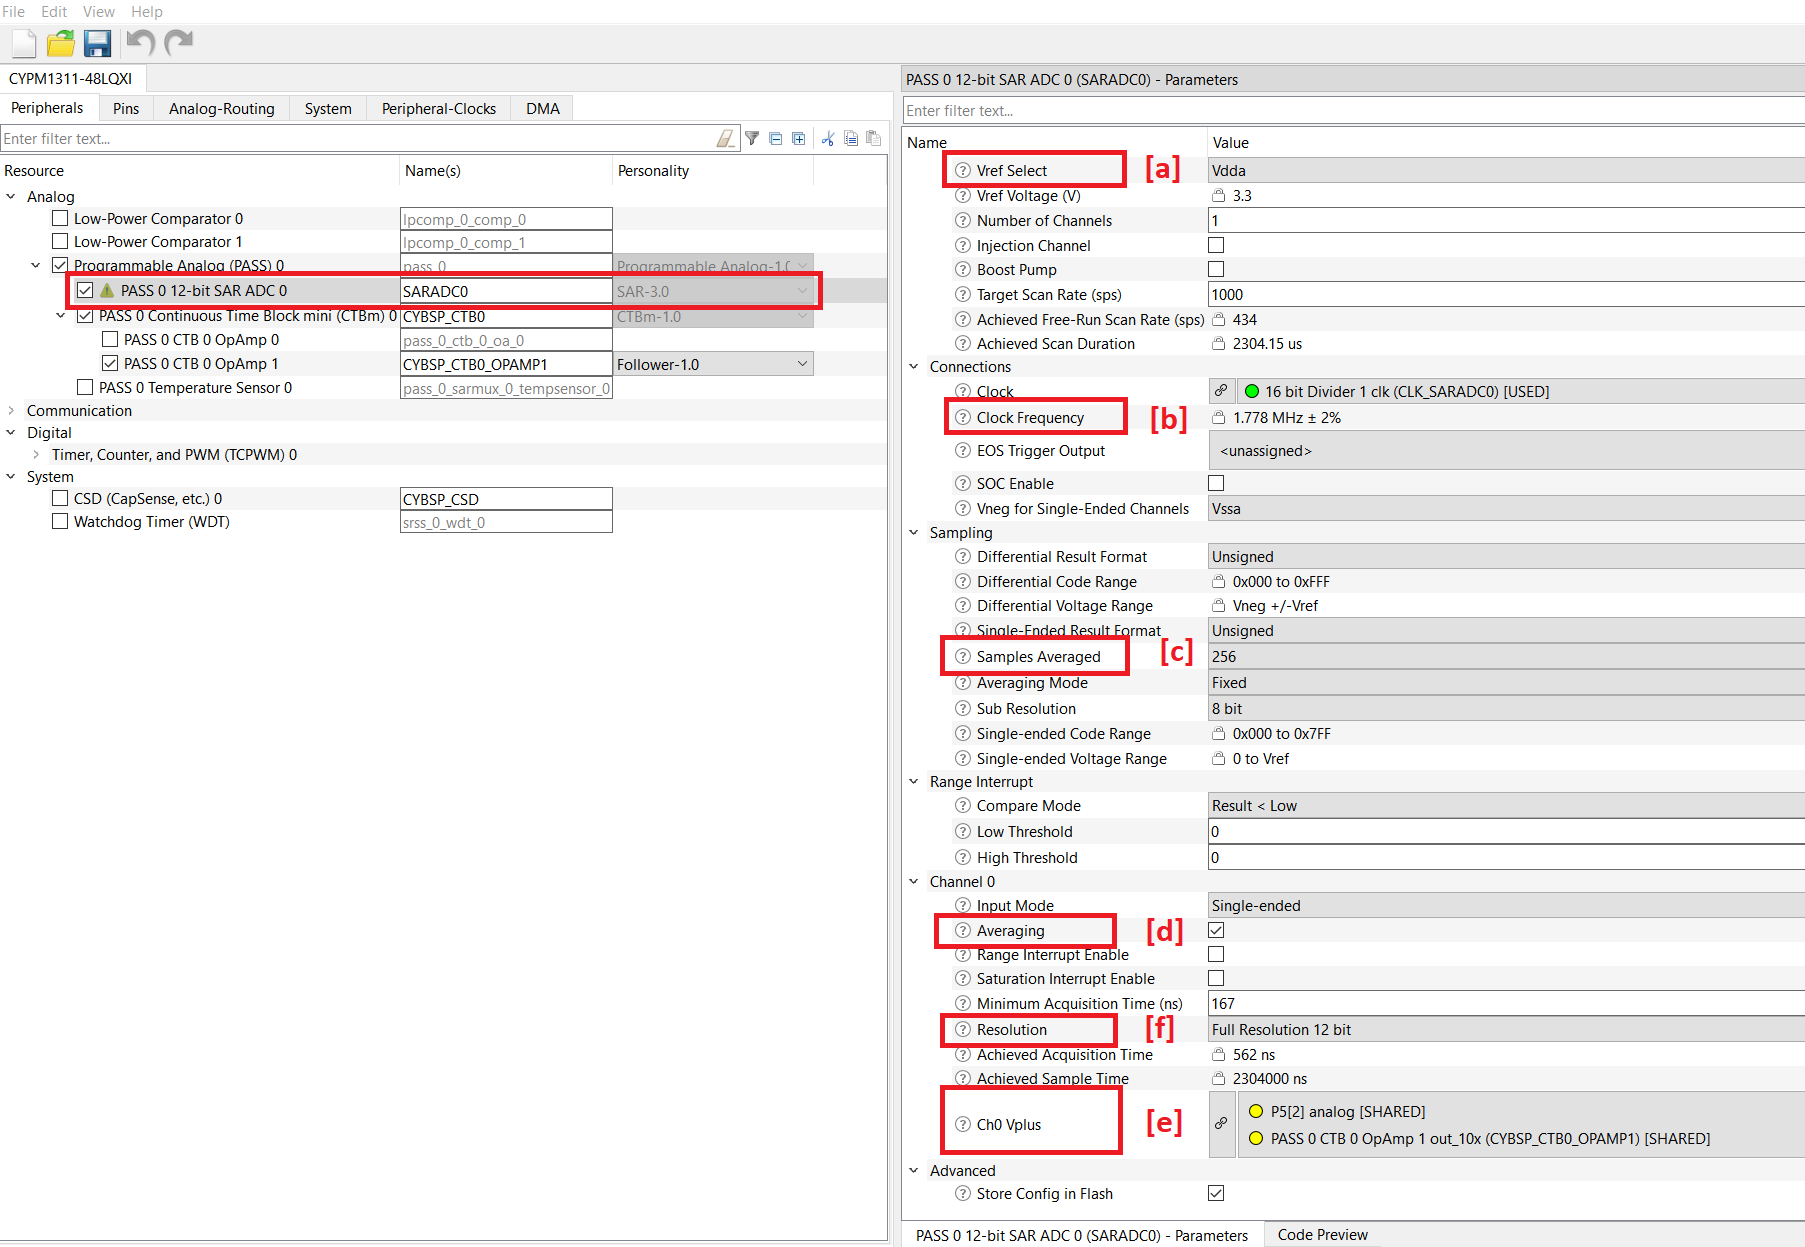 File Edit View Help
CYPM1311-48LQXI
Peripherals Pins Analog-Routing System Peripheral-Clocks DMA
Enter filter text...
Resource Name(s) Personality
Analog
Low-Power Comparator 0 lpcomp_0_comp_0
Low-Power Comparator 1 lpcomp_0_comp_1
Programmable Analog (PASS) 0 pass_0 Programmable Analog-1.0
PASS 0 12-bit SAR ADC 0 SARADC0 SAR-3.0
PASS 0 Continuous Time Block mini (CTBm) 0 CYBSP_CTB0 CTBm-1.0
PASS 0 CTB 0 OpAmp 0 pass_0_ctb_0_oa_0
PASS 0 CTB 0 OpAmp 1 CYBSP_CTB0_OPAMP1 Follower-1.0
PASS 0 Temperature Sensor 0 pass_0_sarmux_0_tempsensor_0
Communication
Digital
Timer, Counter, and PWM (TCPWM) 0
System
CSD (CapSense, etc.) 0 CYBSP_CSD
Watchdog Timer (WDT) srss_0_wdt_0
PASS 0 12-bit SAR ADC 0 (SARADC0) - Parameters
Enter filter text...
Name Value
Vref Select [a] Vdda
Vref Voltage (V) 3.3
Number of Channels 1
Injection Channel
Boost Pump
Target Scan Rate (sps) 1000
Achieved Free-Run Scan Rate (sps) 434
Achieved Scan Duration 2304.15 us
Connections
Clock 16 bit Divider 1 clk (CLK_SARADC0) [USED]
Clock Frequency [b] 1.778 MHz ± 2%
EOS Trigger Output <unassigned>
SOC Enable
Vneg for Single-Ended Channels Vssa
Sampling
Differential Result Format Unsigned
Differential Code Range 0x000 to 0xFFF
Differential Voltage Range Vneg +/-Vref
Single-Ended Result Format Unsigned
Samples Averaged [c] 256
Averaging Mode Fixed
Sub Resolution 8 bit
Single-ended Code Range 0x000 to 0x7FF
Single-ended Voltage Range 0 to Vref
Range Interrupt
Compare Mode Result < Low
Low Threshold 0
High Threshold 0
Channel 0
Input Mode Single-ended
Averaging [d]
Range Interrupt Enable
Saturation Interrupt Enable
Minimum Acquisition Time (ns) 167
Resolution [f] Full Resolution 12 bit
Achieved Acquisition Time 562 ns
Achieved Sample Time 2304000 ns
Ch0 Vplus [e] P5[2] analog [SHARED]
PASS 0 CTB 0 OpAmp 1 out_10x (CYBSP_CTB0_OPAMP1) [SHARED]
Advanced
Store Config in Flash
PASS 0 12-bit SAR ADC 0 (SARADC0) - Parameters Code Preview